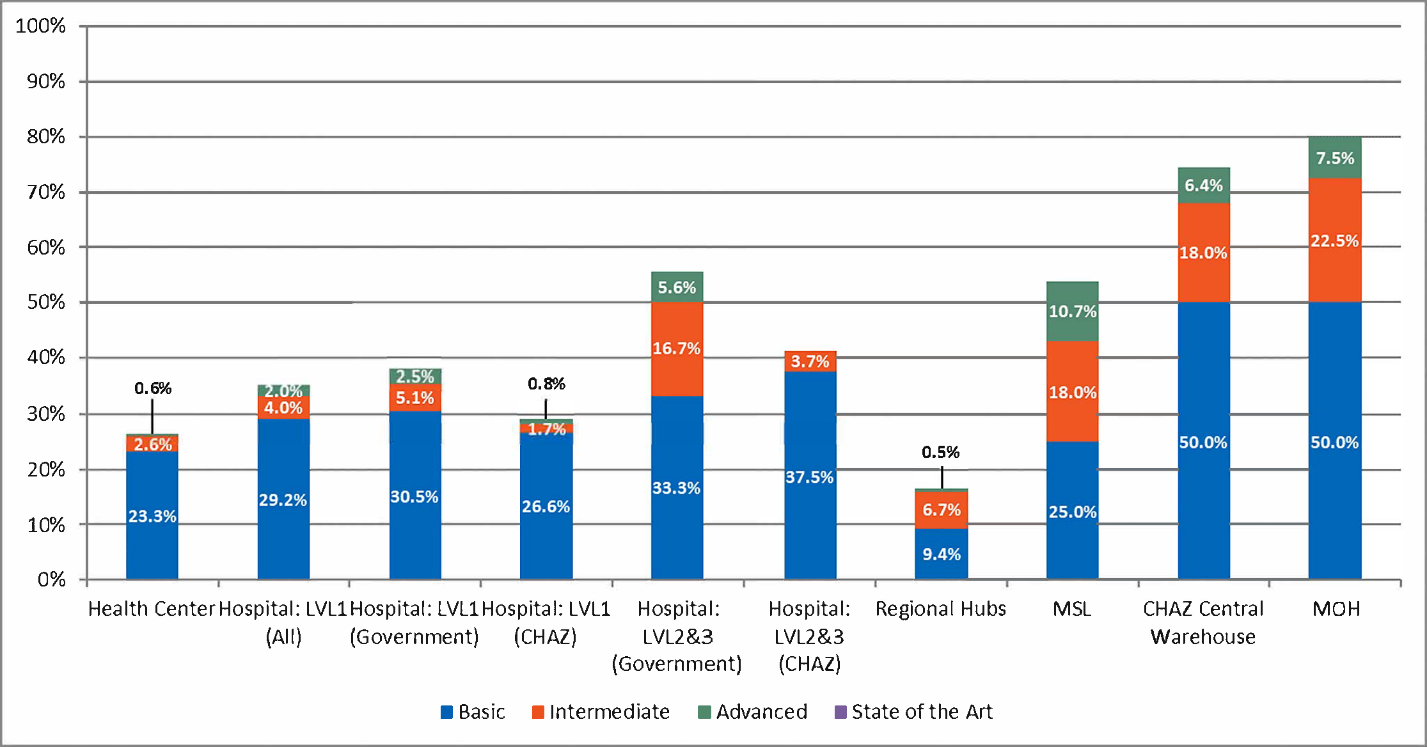 100%
90%
80%
70%
60%
50%
40%
30%
20%
10%
0%
0.6%
2.6%
23.3%
2.0%
4.0%
29.2%
2.5%
5.1%
30.5%
0.8%
1.7%
26.6%
5.6%
16.7%
33.3%
3.7%
37.5%
0.5%
6.7%
9.4%
10.7%
18.0%
25.0%
6.4%
18.0%
50.0%
7.5%
22.5%
50.0%
Health Center
Hospital: LVL1
(All)
Hospital: LVL1
(Government)
Hospital: LVL1
(CHAZ)
Hospital:
LVL2&3
(Government)
Hospital:
LVL2&3
(CHAZ)
Regional Hubs
MSL
CHAZ Central
Warehouse
MOH
Basic
Intermediate
Advanced
State of the Art